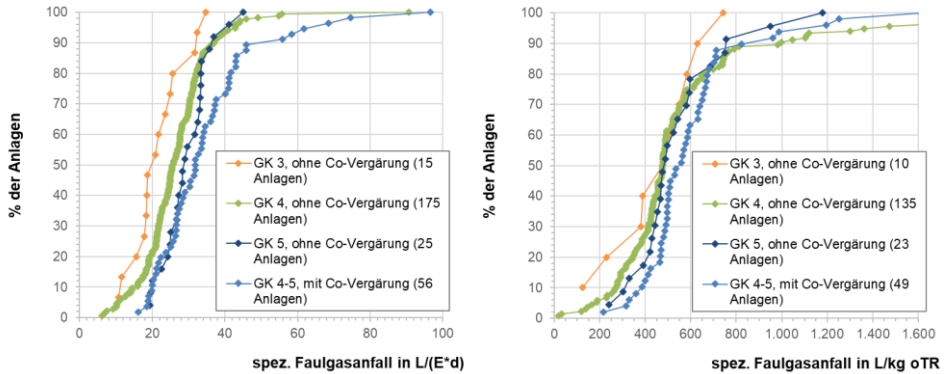 % der Anlagen
100
90
80
70
60
50
40
30
20
10
0
GK 3, ohne Co-Vergärung (15
Anlagen)
GK 4, ohne Co-Vergärung (175
Anlagen)
GK 5, ohne Co-Vergärung (25
Anlagen)
GK 4-5, mit Co-Vergärung (56
Anlagen)
0 20 40 60 80 100
spez. Faulgasanfall in L/(E*d)
% der Anlagen
100
90
80
70
60
50
40
30
20
10
0
GK 3, ohne Co-Vergärung (10
Anlagen)
GK 4, ohne Co-Vergärung (135
Anlagen)
GK 5, ohne Co-Vergärung (23
Anlagen)
GK 4-5, mit Co-Vergärung (49
Anlagen)
0 200 400 600 800 1.000 1.200 1.400 1.600
spez. Faulgasanfall in L/kg oTR